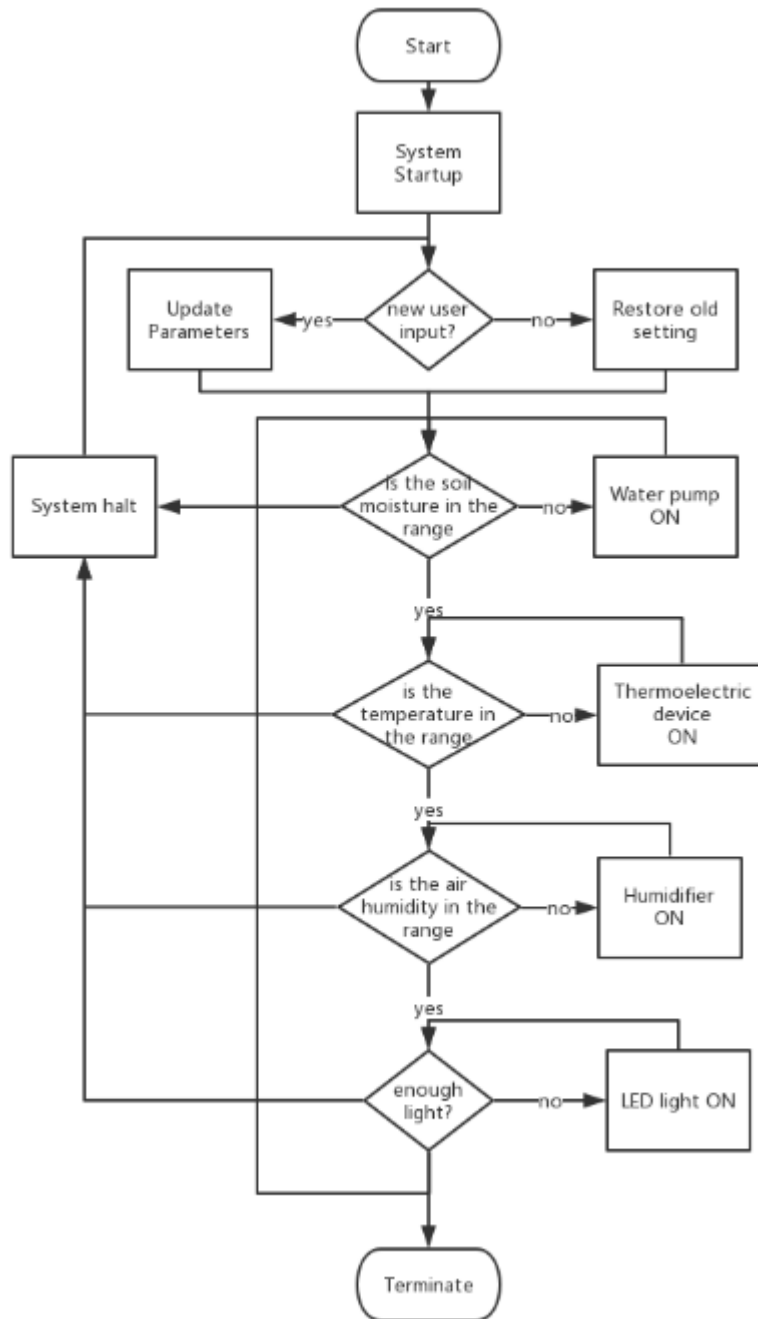 Start
System
Startup
Update
Parameters
yes
new user
input?
no
Restore old
setting
System halt
is the soil
moisture in the
range
no
Water pump
ON
yes
is the
temperature in
the range
no
Thermoelectric
device
ON
yes
is the air
humidity in the
range
no
Humidifier
ON
yes
enough
light?
no
LED light ON
Terminate